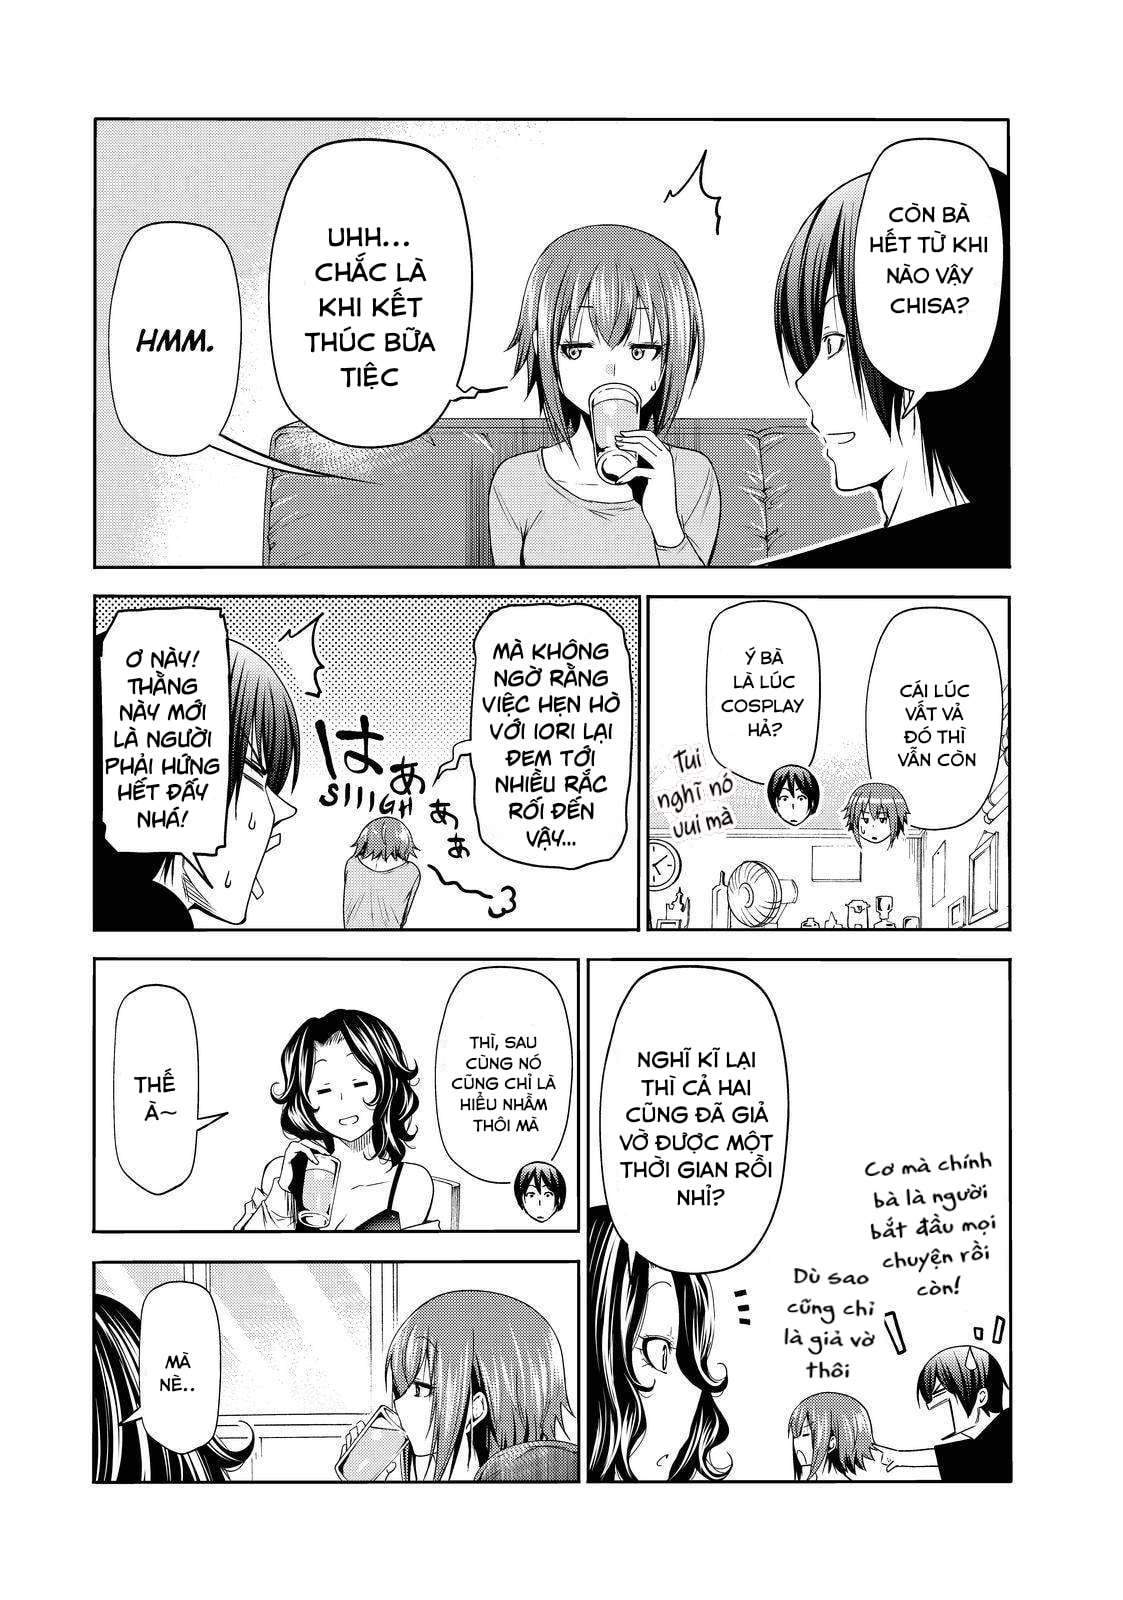 CÒN BÀ
HẾT TỪ KHI
NÀO VẬY
CHISA?
UHH...
CHẮC LÀ
KHI KẾT
THÚC BỮA
TIỆC
HMM.
CÁI LÚC
VẤT VẢ
ĐÓ THÌ
VẪN CÒN
Ý BÀ
LÀ LÚC
COSPLAY
HẢ?
Tui
nghĩ nó
vui mà
MÀ KHÔNG
NGỜ RẰNG
VIỆC HẸN HÒ
VỚI IORI LẠI
ĐEM TỚI
NHIỀU RẮC
RỐI ĐẾN
VẬY...
はぁぁぁ
SIIIIGH
Ơ NÀY!
THẰNG
NÀY MỚI
LÀ NGƯỜI
PHẢI HỨNG
HẾT ĐẤY
NHÁ!
NGHĨ KĨ LẠI
THÌ CẢ HAI
CŨNG ĐÃ GIẢ
VỜ ĐƯỢC MỘT
THỜI GIAN RỒI
NHỈ?
Cơ mà chính
bà là người
bắt đầu mọi
chuyện rồi
còn!
Dù sao
cũng chỉ
là giả vờ
thôi
THÌ, SAU
CÙNG NÓ
CŨNG CHỈ LÀ
HIỂU NHẦM
THÔI MÀ
THẾ
À~
MÀ
NÈ..